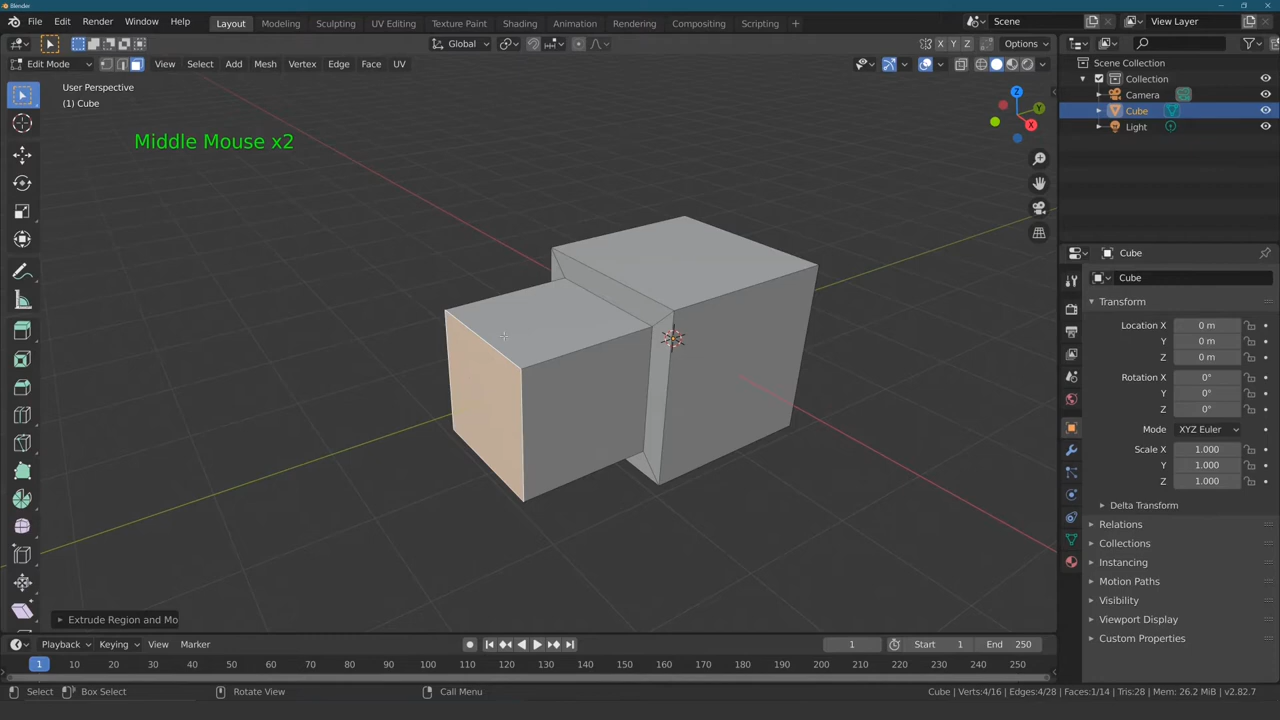 Blender
File Edit Render Window Help
Layout Modeling Sculpting UV Editing Texture Paint Shading Animation Rendering Compositing Scripting +
Scene
View Layer
Global
X Y Z
Options
Edit Mode
View Select Add Mesh Vertex Edge Face UV
User Perspective
(1) Cube
Middle Mouse x2
Z
Y
X
Scene Collection
Collection
Camera
Cube
Light
Cube
Cube
Transform
Location X 0 m
Y 0 m
Z 0 m
Rotation X 0°
Y 0°
Z 0°
Mode XYZ Euler
Scale X 1.000
Y 1.000
Z 1.000
Delta Transform
Relations
Collections
Instancing
Motion Paths
Visibility
Viewport Display
Custom Properties
Extrude Region and Mo
Playback Keying View Marker
1 Start 1 End 250
1 10 20 30 40 50 60 70 80 90 100 110 120 130 140 150 160 170 180 190 200 210 220 230 240 250
Select Box Select Rotate View Call Menu
Cube | Verts:4/16 | Edges:4/28 | Faces:1/14 | Tris:28 | Mem: 26.2 MiB | v2.82.7